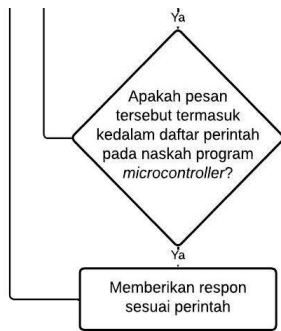 Ya
Apakah pesan
tersebut termasuk
kedalam daftar perintah
pada naskah program
microcontroller?
Ya
Memberikan respon
sesuai perintah